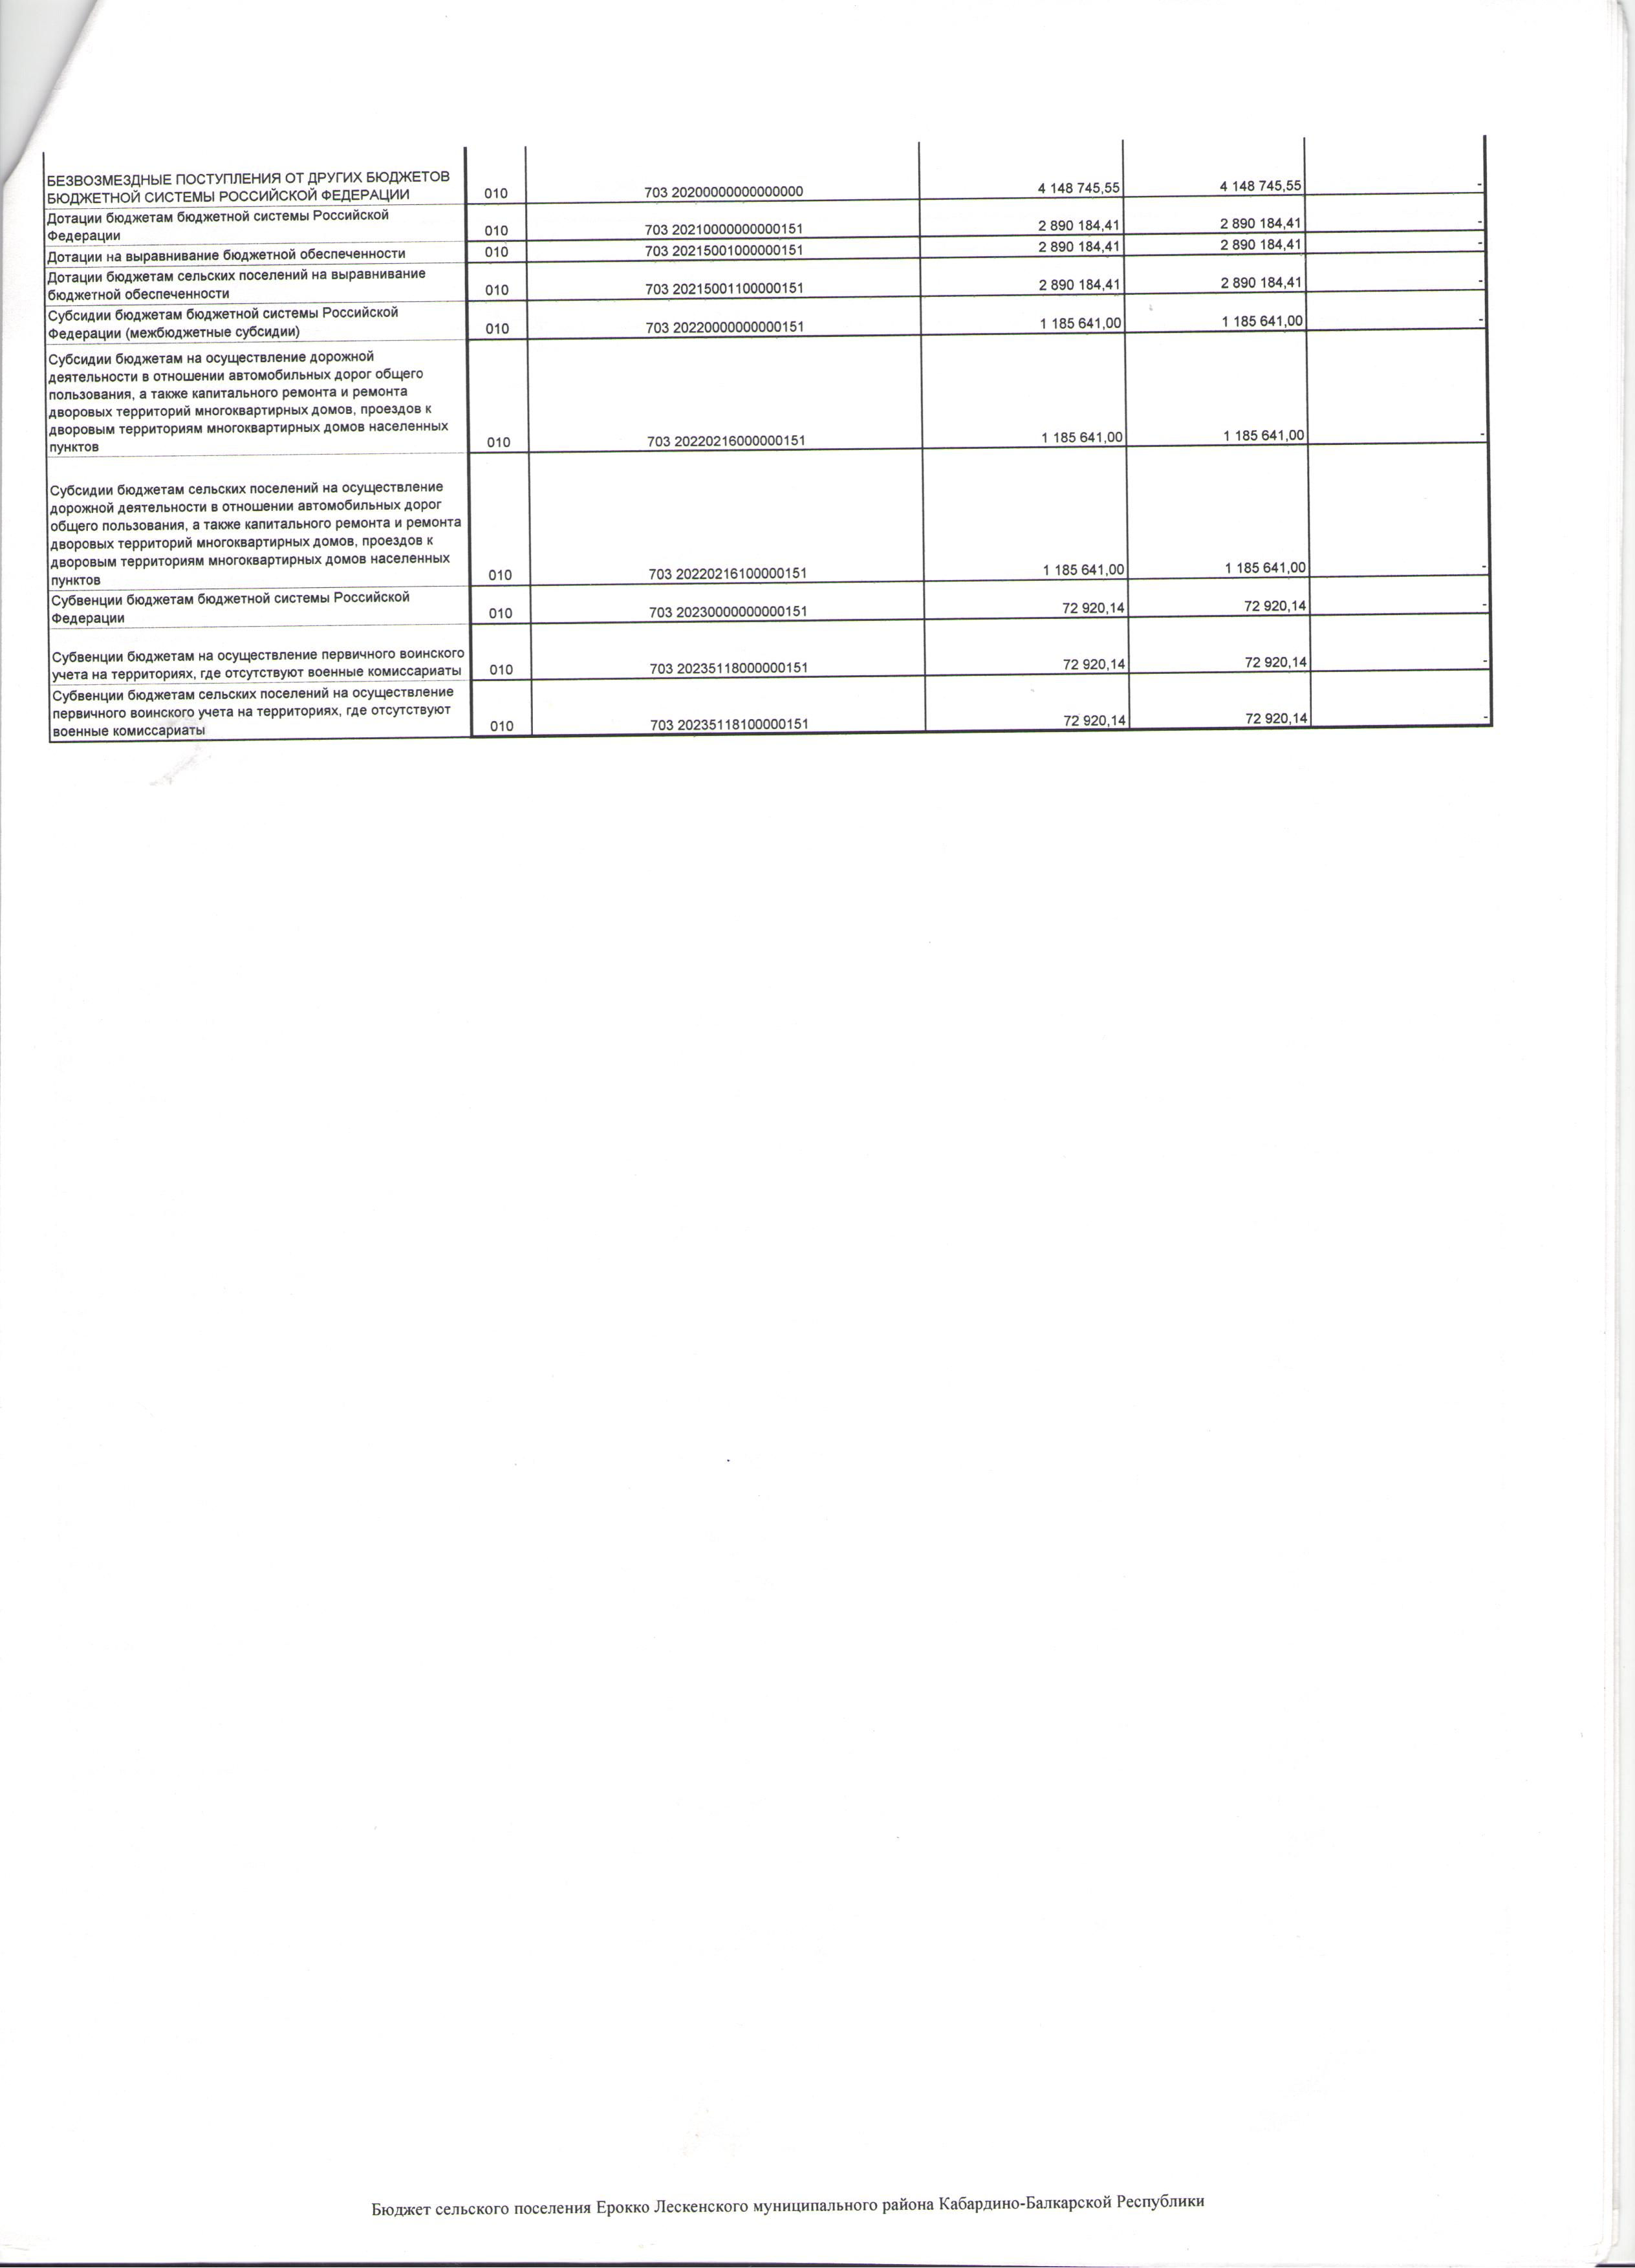 БЕЗВОЗМЕЗДНЫЕ ПОСТУПЛЕНИЯ ОТ ДРУГИХ БЮДЖЕТОВ
БЮДЖЕТНОЙ СИСТЕМЫ РОССИЙСКОЙ ФЕДЕРАЦИИ 010 703 20200000000000000 4 148 745,55 4 148 745,55 -
Дотации бюджетам бюджетной системы Российской
Федерации 010 703 20210000000000151 2 890 184,41 2 890 184,41 -
Дотации на выравнивание бюджетной обеспеченности 010 703 20215001000000151 2 890 184,41 2 890 184,41 -
Дотации бюджетам сельских поселений на выравнивание
бюджетной обеспеченности 010 703 20215001100000151 2 890 184,41 2 890 184,41 -
Субсидии бюджетам бюджетной системы Российской
Федерации (межбюджетные субсидии) 010 703 20220000000000151 1 185 641,00 1 185 641,00 -
Субсидии бюджетам на осуществление дорожной
деятельности в отношении автомобильных дорог общего
пользования, а также капитального ремонта и ремонта
дворовых территорий многоквартирных домов, проездов к
дворовым территориям многоквартирных домов населенных
пунктов 010 703 20220216000000151 1 185 641,00 1 185 641,00 -
Субсидии бюджетам сельских поселений на осуществление
дорожной деятельности в отношении автомобильных дорог
общего пользования, а также капитального ремонта и ремонта
дворовых территорий многоквартирных домов, проездов к
дворовым территориям многоквартирных домов населенных
пунктов 010 703 20220216100000151 1 185 641,00 1 185 641,00 -
Субвенции бюджетам бюджетной системы Российской
Федерации 010 703 20230000000000151 72 920,14 72 920,14 -
Субвенции бюджетам на осуществление первичного воинского
учета на территориях, где отсутствуют военные комиссариаты 010 703 20235118000000151 72 920,14 72 920,14 -
Субвенции бюджетам сельских поселений на осуществление
первичного воинского учета на территориях, где отсутствуют
военные комиссариаты 010 703 20235118100000151 72 920,14 72 920,14 -
Бюджет сельского поселения Ерокко Лескенского муниципального района Кабардино-Балкарской Республики